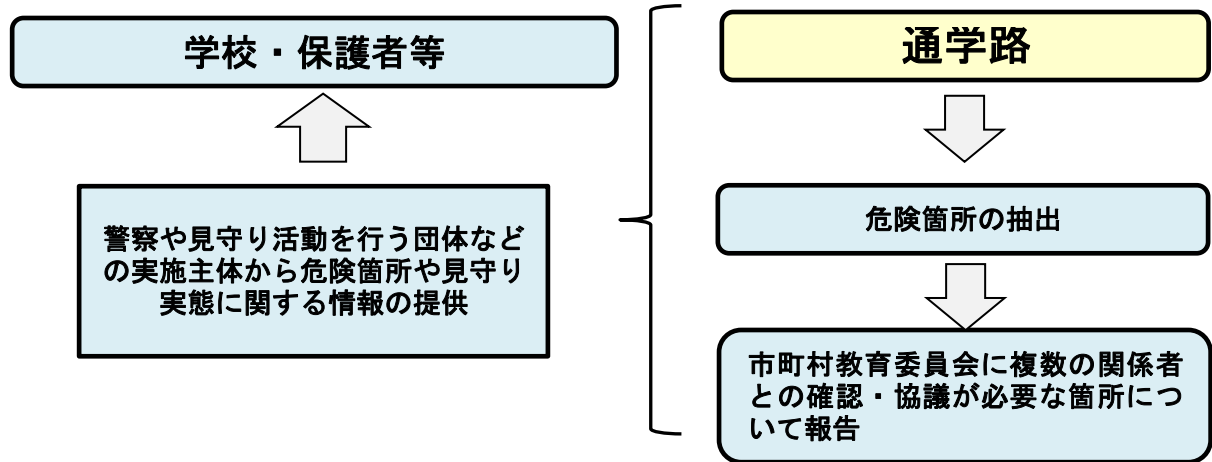 学校・保護者等
警察や見守り活動を行う団体など
の実施主体から危険箇所や見守り
実態に関する情報の提供
通学路
危険箇所の抽出
市町村教育委員会に複数の関係者
との確認・協議が必要な箇所につ
いて報告